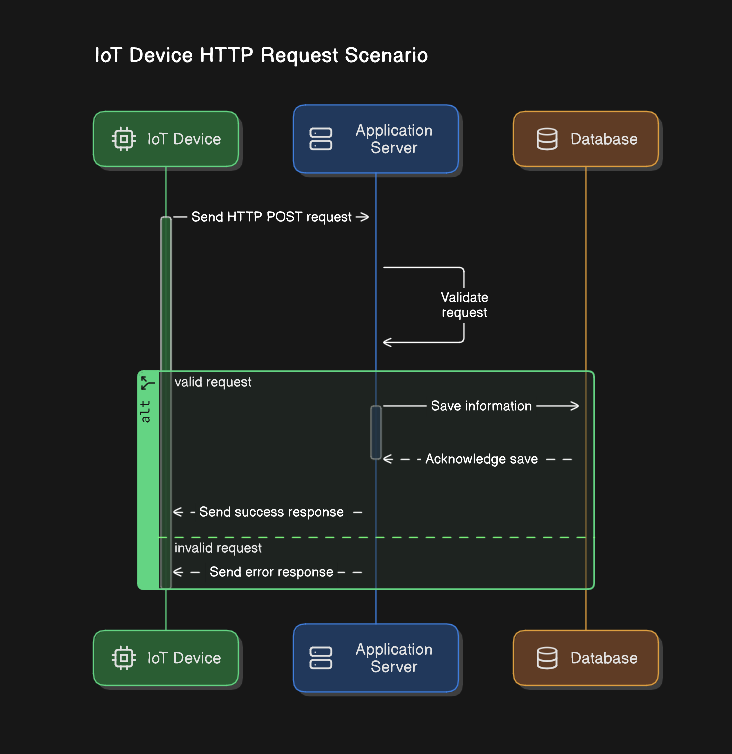 IoT Device HTTP Request Scenario
IoT Device
Application
Server
Database
Send HTTP POST request
Validate
request
alt
valid request
Save information
Acknowledge save
Send success response
invalid request
Send error response
IoT Device
Application
Server
Database